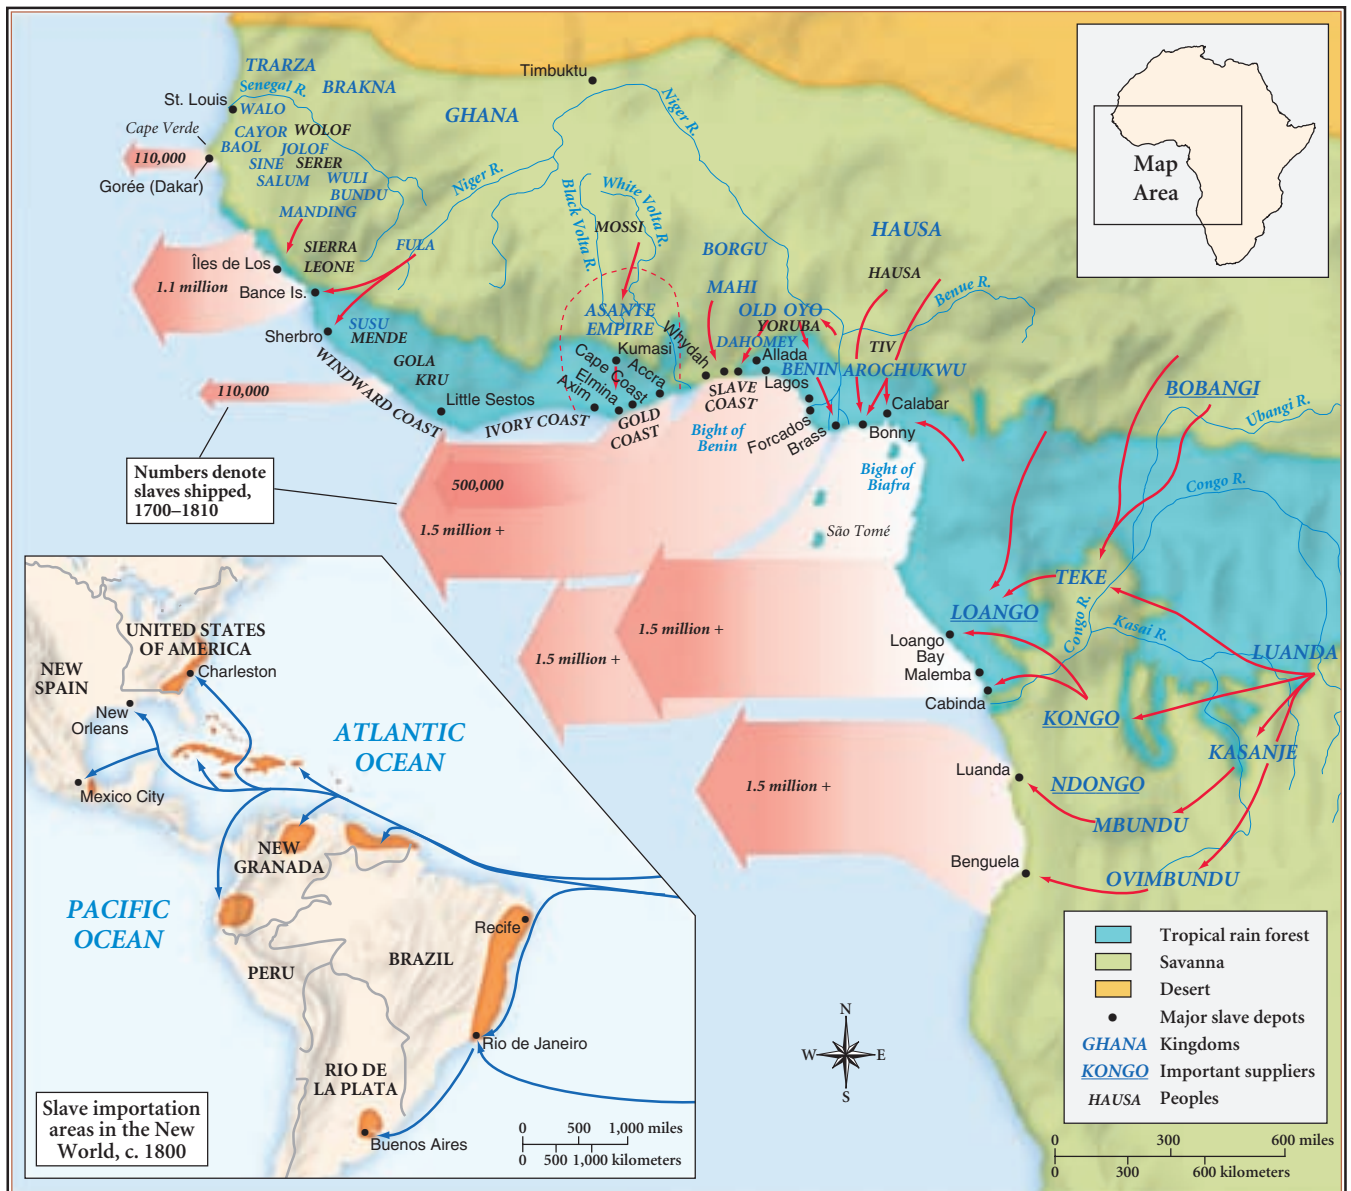 TRARZA
Senegal R.
BRAKNA
St. Louis
WALO
Cape Verde
CAYOR
WOLOF
BAOL
JOLOF
SINE
SERER
SALUM
WULI
BUNDU
MANDING
110,000
Gorée (Dakar)
Timbuktu
GHANA
Niger R.
Niger R.
Black Volta R.
White Volta R.
MOSSI
BORGU
HAUSA
HAUSA
Benue R.
Map
Area
SIERRA
LEONE
FULA
Îles de Los
1.1 million
Bance Is.
Sherbro
SUSU
MENDE
GOLA
KRU
WINDWARD COAST
110,000
Little Sestos
IVORY COAST
ASANTE
EMPIRE
Kumasi
Cape Coast
Accra
Elmina
Axim
GOLD
COAST
MAHI
OLD OYO
YORUBA
Whydah
DAHOMEY
Allada
Lagos
SLAVE
COAST
BENIN
TIV
AROCHUKWU
Calabar
Forcados
Brass
Bonny
Bight of
Benin
Bight of
Biafra
São Tomé
BOBANGI
Ubangi R.
Congo R.
Numbers denote
slaves shipped,
1700–1810
500,000
1.5 million +
1.5 million +
1.5 million +
TEKE
LOANGO
Congo R.
Kasai R.
LUANDA
Loango
Bay
Malemba
Cabinda
KONGO
KASANJE
1.5 million +
Luanda
NDONGO
MBUNDU
Benguela
OVIMBUNDU
UNITED STATES
OF AMERICA
NEW
SPAIN
Charleston
New
Orleans
ATLANTIC
OCEAN
Mexico City
NEW
GRANADA
PACIFIC
OCEAN
Recife
BRAZIL
PERU
Rio de Janeiro
RIO DE
LA PLATA
Buenos Aires
Slave importation
areas in the New
World, c. 1800
0 500 1,000 miles
0 500 1,000 kilometers
N
W E
S
Tropical rain forest
Savanna
Desert
Major slave depots
GHANA Kingdoms
KONGO Important suppliers
HAUSA Peoples
0 300 600 miles
0 300 600 kilometers